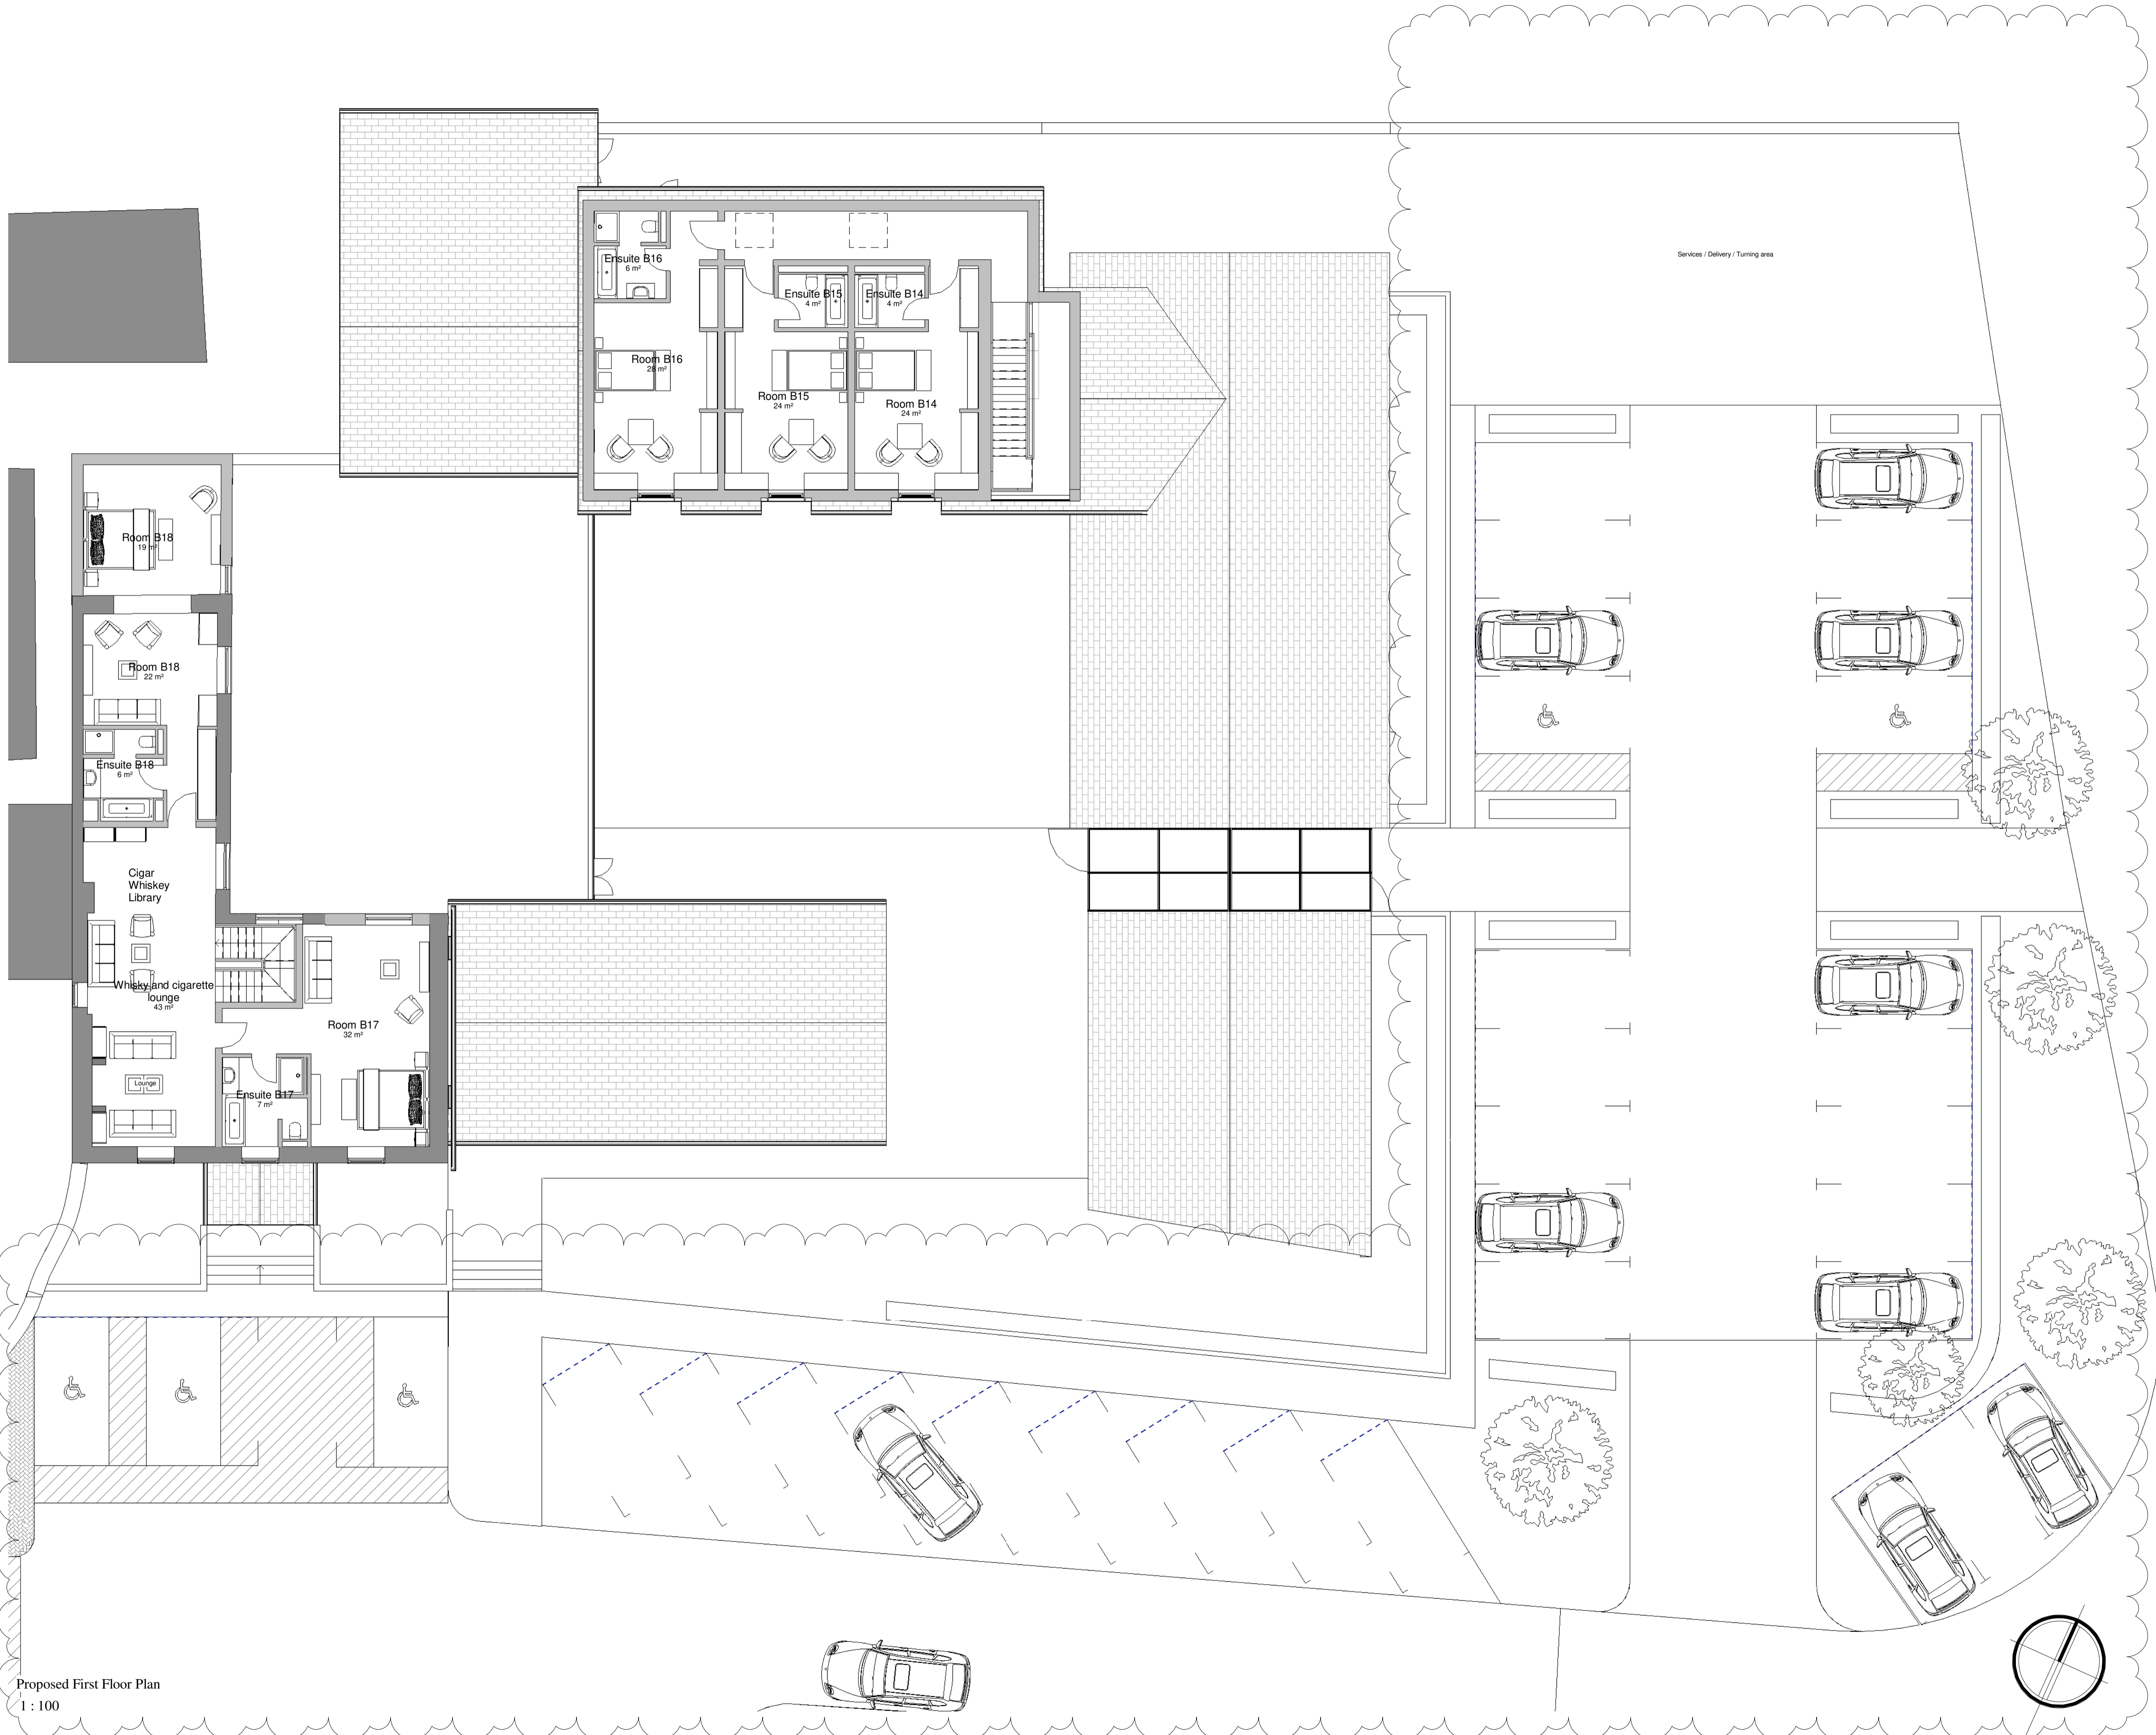 Services / Delivery / Turning area
Ensuite B16
6 m²
Ensuite B15
4 m²
Ensuite B14
4 m²
Room B16
28 m²
Room B15
24 m²
Room B14
24 m²
Room B18
19 m²
Room B18
22 m²
Ensuite B18
6 m²
Cigar
Whiskey
Library
Whisky and cigarette
lounge
43 m²
Room B17
32 m²
Lounge
Ensuite B17
7 m²
Proposed First Floor Plan
1 : 100